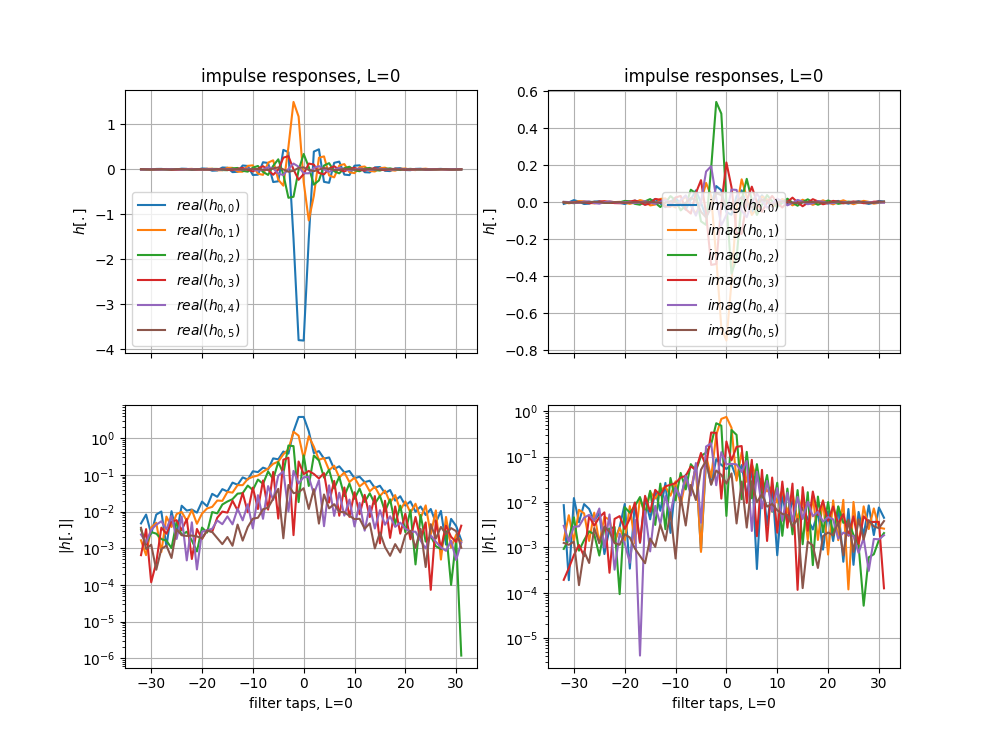 impulse responses, L=0
impulse responses, L=0
h[.]
1
0
−1
−2
−3
−4
real(h0,0)
real(h0,1)
real(h0,2)
real(h0,3)
real(h0,4)
real(h0,5)
h[.]
0.6
0.4
0.2
0.0
−0.2
−0.4
−0.6
−0.8
imag(h0,0)
imag(h0,1)
imag(h0,2)
imag(h0,3)
imag(h0,4)
imag(h0,5)
|h[.]|
10^0
10^−1
10^−2
10^−3
10^−4
10^−5
10^−6
−30 −20 −10 0 10 20 30
filter taps, L=0
|h[.]|
10^0
10^−1
10^−2
10^−3
10^−4
10^−5
−30 −20 −10 0 10 20 30
filter taps, L=0